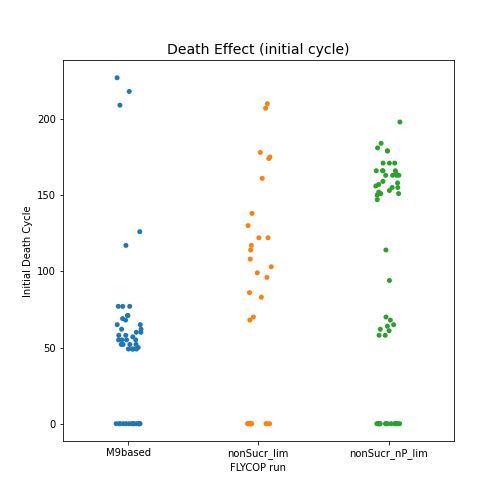 Death Effect (initial cycle)
200
150
100
50
0
Initial Death Cycle
M9based
nonSucr_lim
nonSucr_nP_lim
FLYCOP run